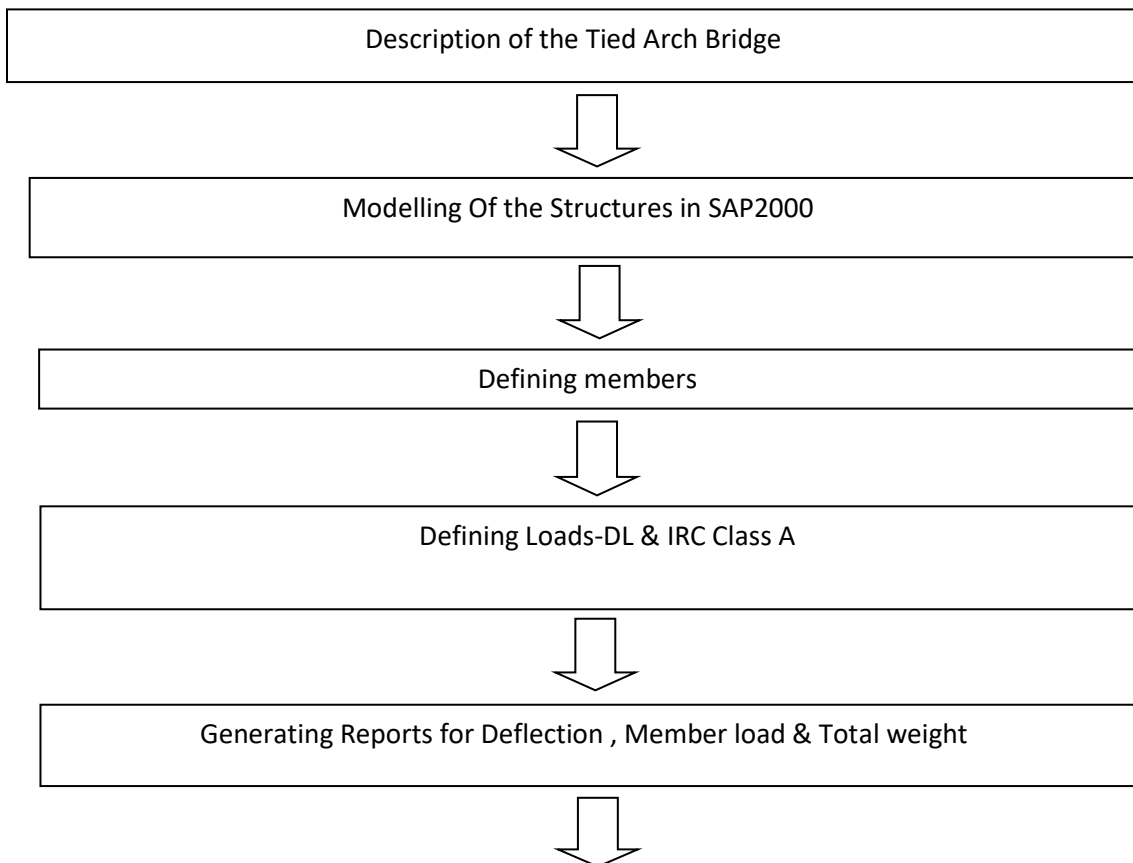 Description of the Tied Arch Bridge
Modelling Of the Structures in SAP2000
Defining members
Defining Loads-DL & IRC Class A
Generating Reports for Deflection , Member load & Total weight